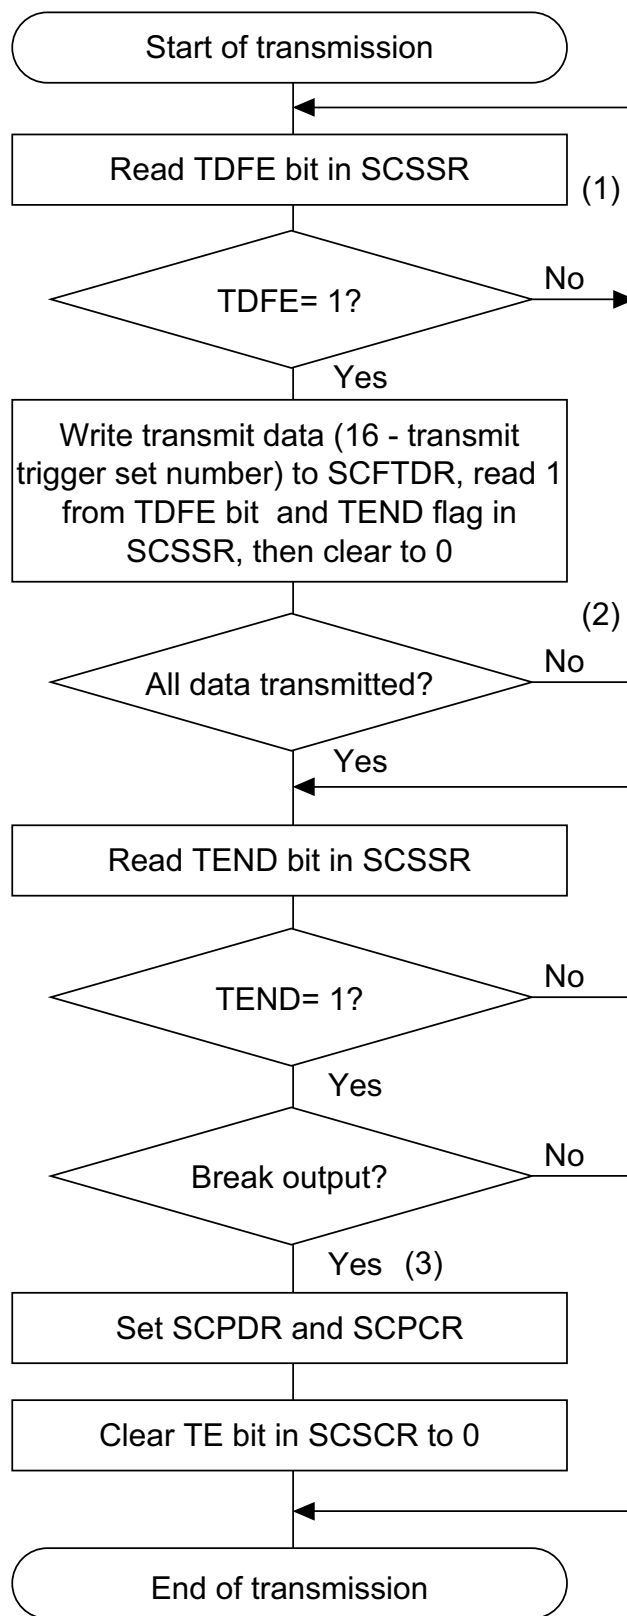 Start of transmission
Read TDFE bit in SCSSR
(1)
TDFE= 1?
No
Yes
Write transmit data (16 - transmit
trigger set number) to SCFTDR, read 1
from TDFE bit and TEND flag in
SCSSR, then clear to 0
(2)
All data transmitted?
No
Yes
Read TEND bit in SCSSR
TEND= 1?
No
Yes
Break output?
No
Yes (3)
Set SCPDR and SCPCR
Clear TE bit in SCSCR to 0
End of transmission